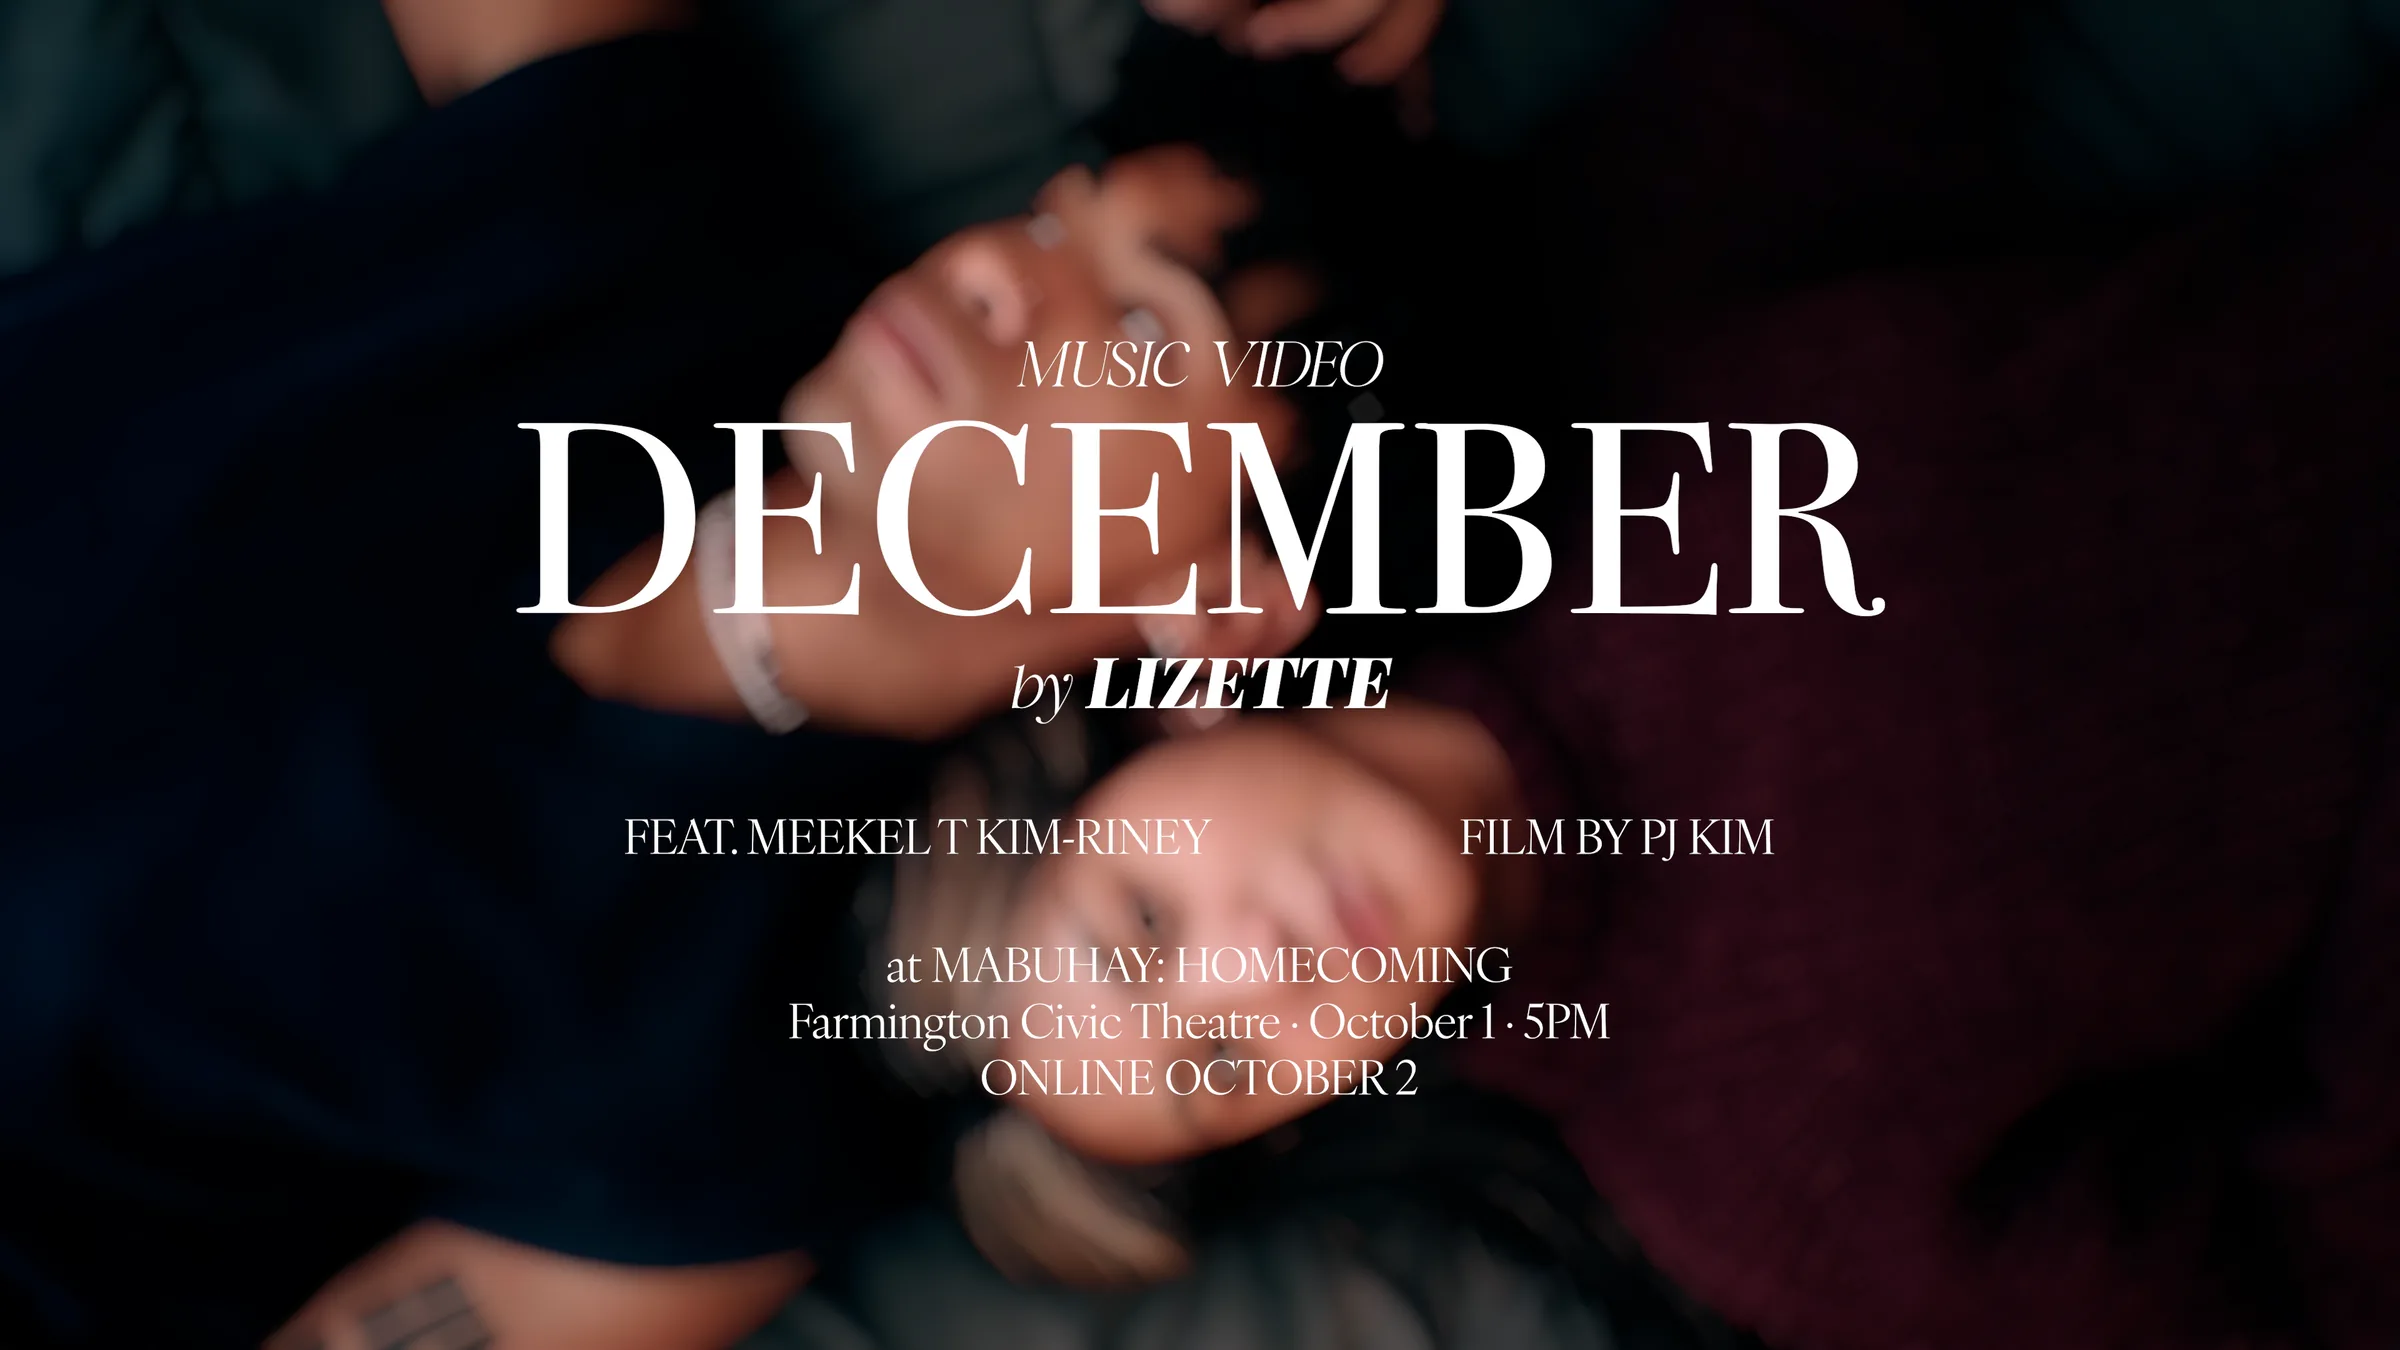 MUSIC VIDEO
DECEMBER
by LIZETTE
FEAT. MEEKEL T KIM-RINEY
FILM BY PJ KIM
at MABUHAY: HOMECOMING
Farmington Civic Theatre · October 1 · 5PM
ONLINE OCTOBER 2